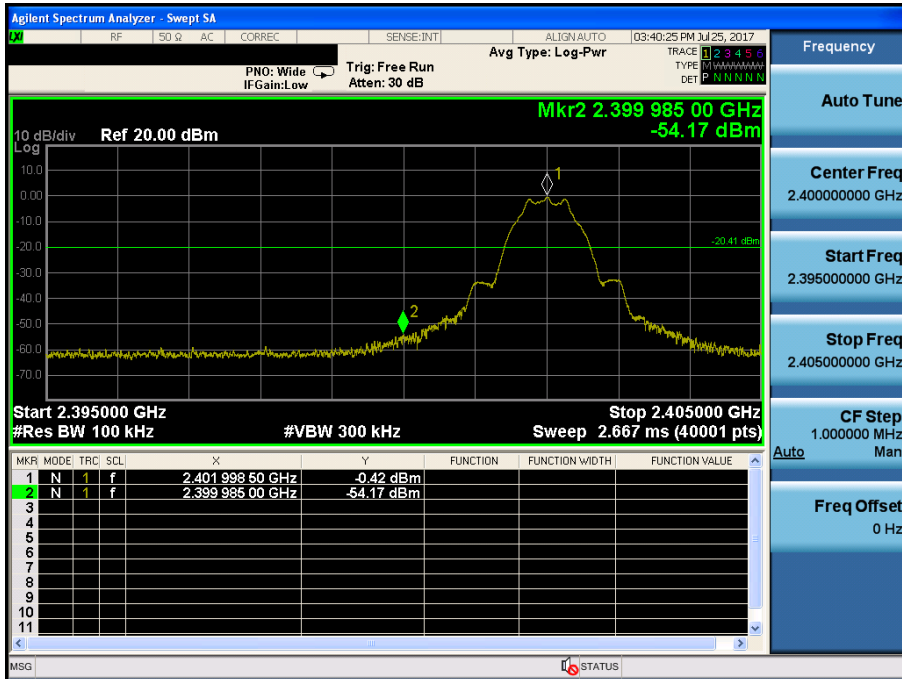 Agilent Spectrum Analyzer - Swept SA
LXI RF 50 Ω AC CORREC SENSE:INT ALIGN AUTO 03:40:25 PM Jul 25, 2017
Frequency
Avg Type: Log-Pwr
TRACE 1 2 3 4 5 6
PNO: Wide Trig: Free Run
TYPE M W W W W W
IFGain:Low Atten: 30 dB
DET P N N N N N
Auto Tune
Mkr2 2.399 985 00 GHz
-54.17 dBm
10 dB/div Ref 20.00 dBm
Log
10.0
0.00
-10.0
-20.0
-30.0
-40.0
-50.0
-60.0
-70.0
1
-20.41 dBm
2
Center Freq
2.400000000 GHz
Start Freq
2.395000000 GHz
Stop Freq
2.405000000 GHz
Start 2.395000 GHz Stop 2.405000 GHz
#Res BW 100 kHz #VBW 300 kHz Sweep 2.667 ms (40001 pts)
CF Step
1.000000 MHz
Auto Man
MKR MODE TRC SCL X Y FUNCTION FUNCTION WIDTH FUNCTION VALUE
1 N 1 f 2.401 998 50 GHz -0.42 dBm
2 N 1 f 2.399 985 00 GHz -54.17 dBm
3
4
5
6
7
8
9
10
11
Freq Offset
0 Hz
MSG STATUS